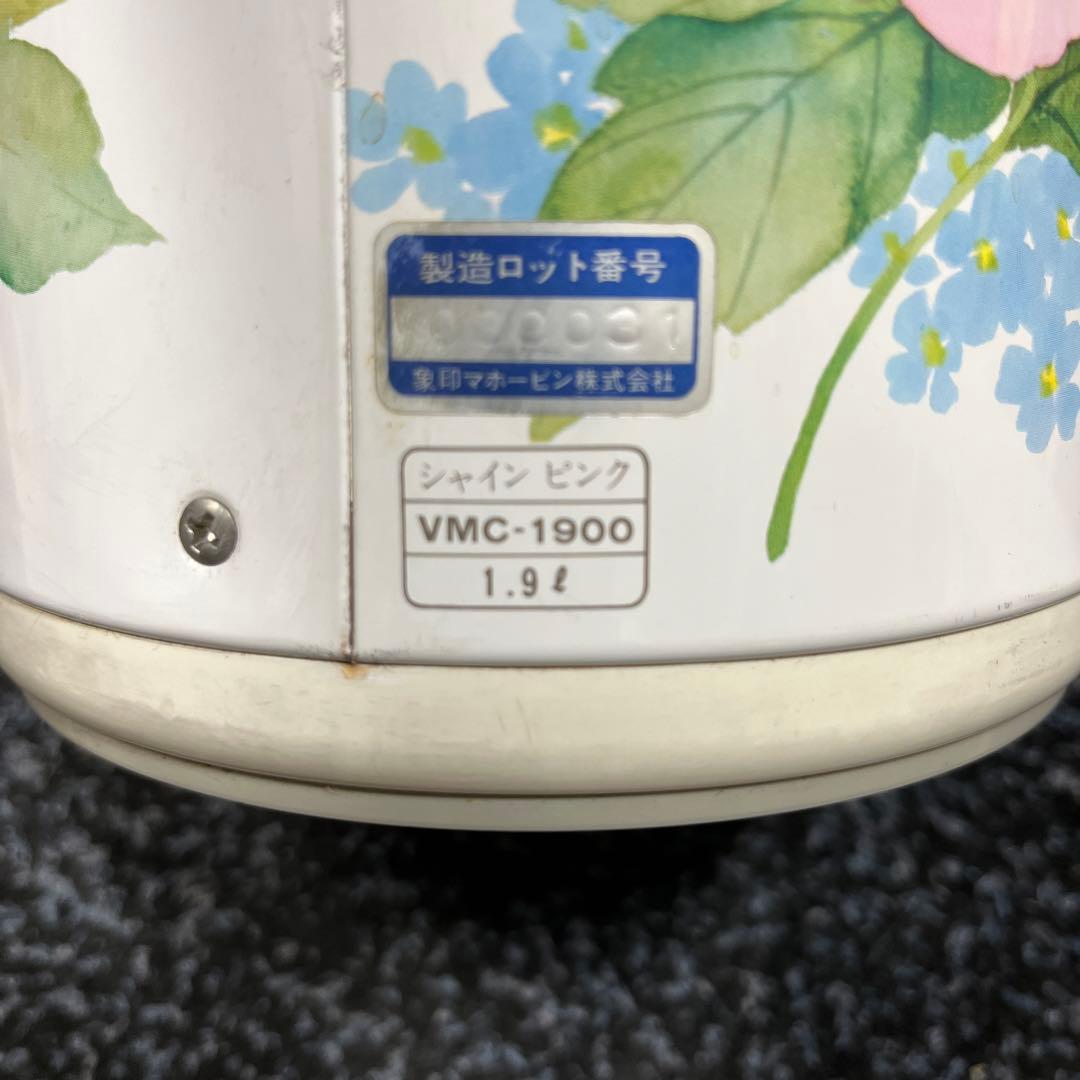 製造ロット番号
象印マホービン株式会社
シャイン ピンク
VMC-1900
1.9ℓ